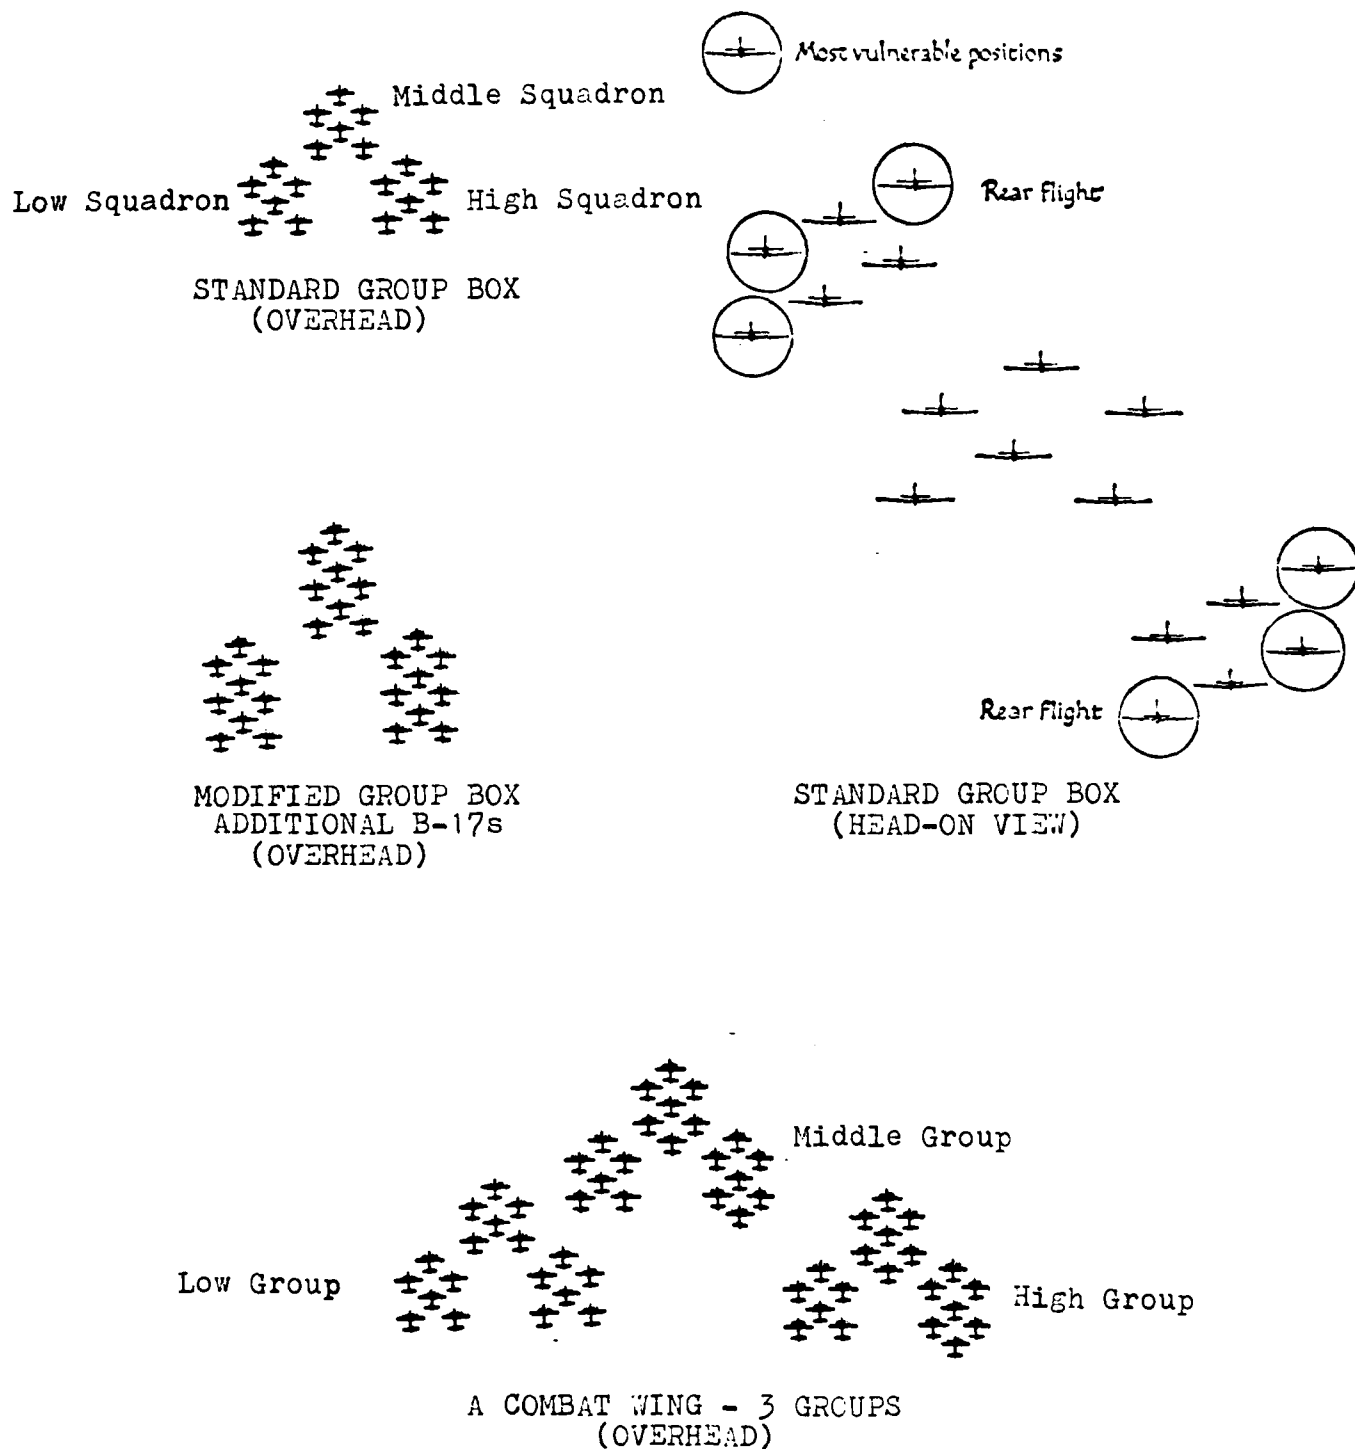 Most vulnerable positions
Middle Squadron
Low Squadron
High Squadron
STANDARD GROUP BOX
(OVERHEAD)
Rear flight
Rear flight
MODIFIED GROUP BOX
ADDITIONAL B-17s
(OVERHEAD)
STANDARD GROUP BOX
(HEAD-ON VIEW)
Middle Group
Low Group
High Group
A COMBAT WING - 3 GROUPS
(OVERHEAD)